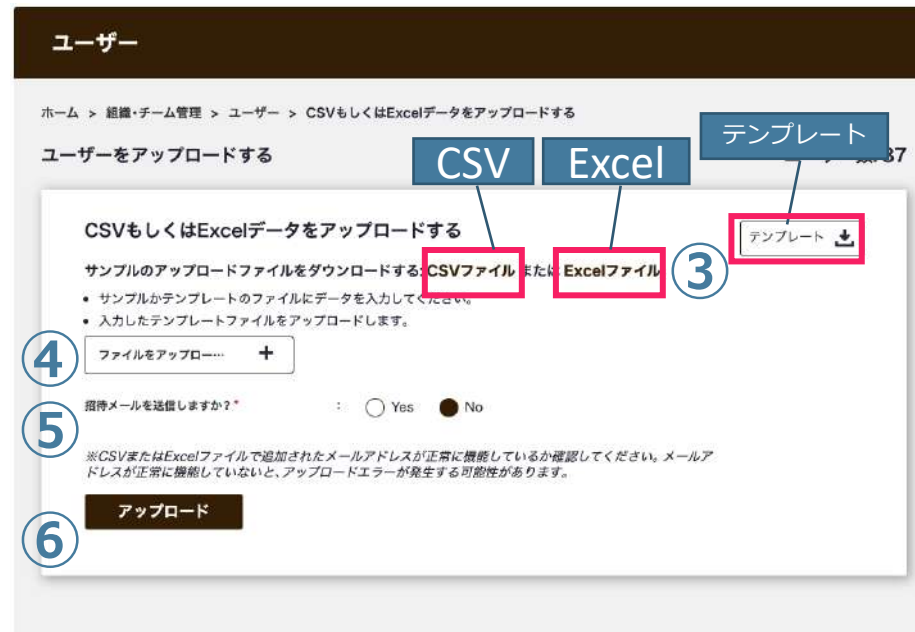 ユーザー
ホーム > 組織・チーム管理 > ユーザー > CSVもしくはExcelデータをアップロードする
テンプレート
ユーザーをアップロードする
37
CSV
Excel
CSVもしくはExcelデータをアップロードする
テンプレート
サンプルのアップロードファイルをダウンロードする: CSVファイル または Excelファイル
③
• サンプルかテンプレートのファイルにデータを入力してください。
• 入力したテンプレートファイルをアップロードします。
④
ファイルをアップロー… +
⑤
招待メールを送信しますか？* : Yes No
※CSVまたはExcelファイルで追加されたメールアドレスが正常に機能しているか確認してください。メールア
ドレスが正常に機能していないと、アップロードエラーが発生する可能性があります。
⑥
アップロード